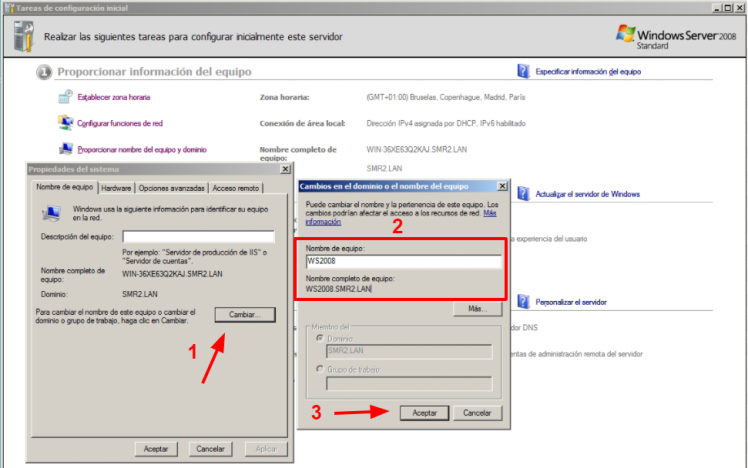 Tareas de configuración inicial
Realizar las siguientes tareas para configurar inicialmente este servidor
Windows Server 2008
Standard
1 Proporcionar información del equipo
Especificar información del equipo
Establecer zona horaria
Zona horaria:
(GMT+01:00) Bruselas, Copenhague, Madrid, París
Configurar funciones de red
Conexión de área local:
Dirección IPv4 asignada por DHCP, IPv6 habilitado
Proporcionar nombre del equipo y dominio
Nombre completo de
equipo:
WIN-36XE63Q2KAJ.SMR2.LAN
SMR2.LAN
Actualizar el servidor de Windows
a experiencia del usuario
Personalizar el servidor
dor DNS
entas de administración remota del servidor
Propiedades del sistema
Nombre de equipo
Hardware
Opciones avanzadas
Acceso remoto
Windows usa la siguiente información para identificar su equipo
en la red.
Descripción del equipo:
Por ejemplo: "Servidor de producción de IIS" o
"Servidor de cuentas".
Nombre completo de
equipo:
WIN-36XE63Q2KAJ.SMR2.LAN
Dominio:
SMR2.LAN
Para cambiar el nombre de este equipo o cambiar el
dominio o grupo de trabajo, haga clic en Cambiar.
Cambiar...
1
Aceptar
Cancelar
Aplicar
Cambios en el dominio o el nombre del equipo
Puede cambiar el nombre y la pertenencia de este equipo. Los
cambios podrían afectar el acceso a los recursos de red. Más
información
2
Nombre de equipo:
WS2008
Nombre completo de equipo:
WS2008.SMR2.LAN
Más...
Miembro del
Dominio:
SMR2.LAN
Grupo de trabajo:
3
Aceptar
Cancelar